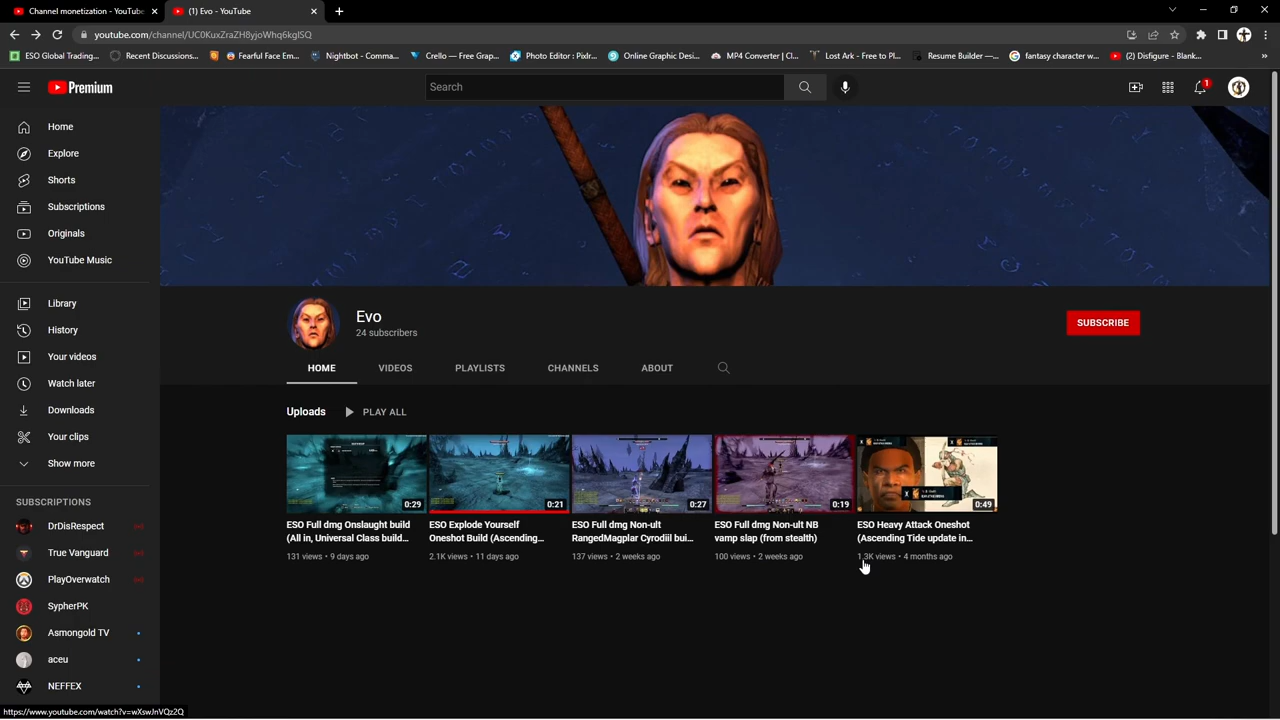 Channel monetization - YouTube
(1) Evo - YouTube
youtube.com/channel/UC0KuxZraZH8yjoWhq6kgISQ
ESO Global Trading...
Recent Discussions...
Fearful Face Em...
Nightbot - Comma...
Crello — Free Grap...
Photo Editor : Pixlr...
Online Graphic Desi...
MP4 Converter | Cl...
Lost Ark - Free to Pl...
Resume Builder —...
fantasy character w...
(2) Disfigure - Blank...
»
Premium
Search
1
Home
Explore
Shorts
Subscriptions
Originals
YouTube Music
Library
History
Your videos
Watch later
Downloads
Your clips
Show more
SUBSCRIPTIONS
DrDisRespect
True Vanguard
PlayOverwatch
SypherPK
Asmongold TV
aceu
NEFFEX
Evo
24 subscribers
SUBSCRIBE
HOME
VIDEOS
PLAYLISTS
CHANNELS
ABOUT
Uploads
PLAY ALL
0:29
ESO Full dmg Onslaught build
(All in, Universal Class build...
131 views • 9 days ago
0:21
ESO Explode Yourself
Oneshot Build (Ascending...
2.1K views • 11 days ago
0:27
ESO Full dmg Non-ult
RangedMagplar Cyrodiil bui...
137 views • 2 weeks ago
0:19
ESO Full dmg Non-ult NB
vamp slap (from stealth)
100 views • 2 weeks ago
0:49
ESO Heavy Attack Oneshot
(Ascending Tide update in...
1.3K views • 4 months ago
https://www.youtube.com/watch?v=wXswJnVQz2Q